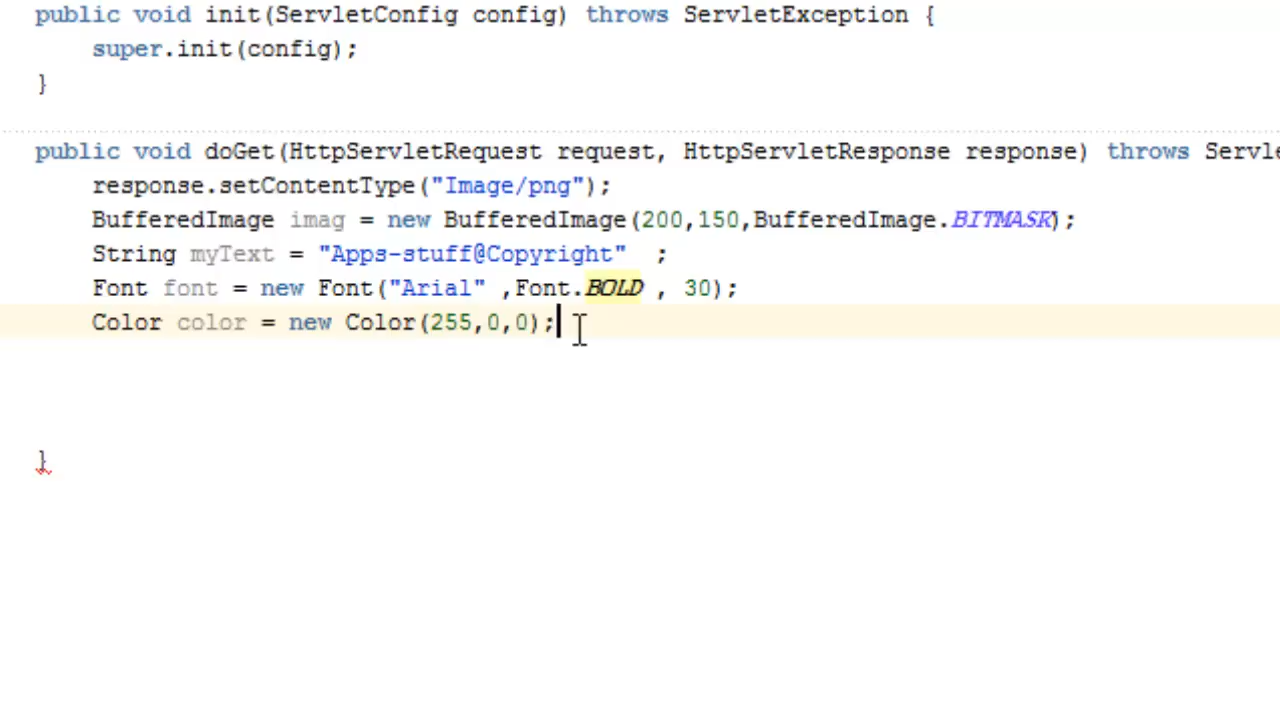 public void init(ServletConfig config) throws ServletException {
super.init(config);
}
public void doGet(HttpServletRequest request, HttpServletResponse response) throws Servle
response.setContentType("Image/png");
BufferedImage imag = new BufferedImage(200,150,BufferedImage.BITMASK);
String myText = "Apps-stuff@Copyright"  ;
Font font = new Font("Arial" ,Font.BOLD , 30);
Color color = new Color(255,0,0);
}